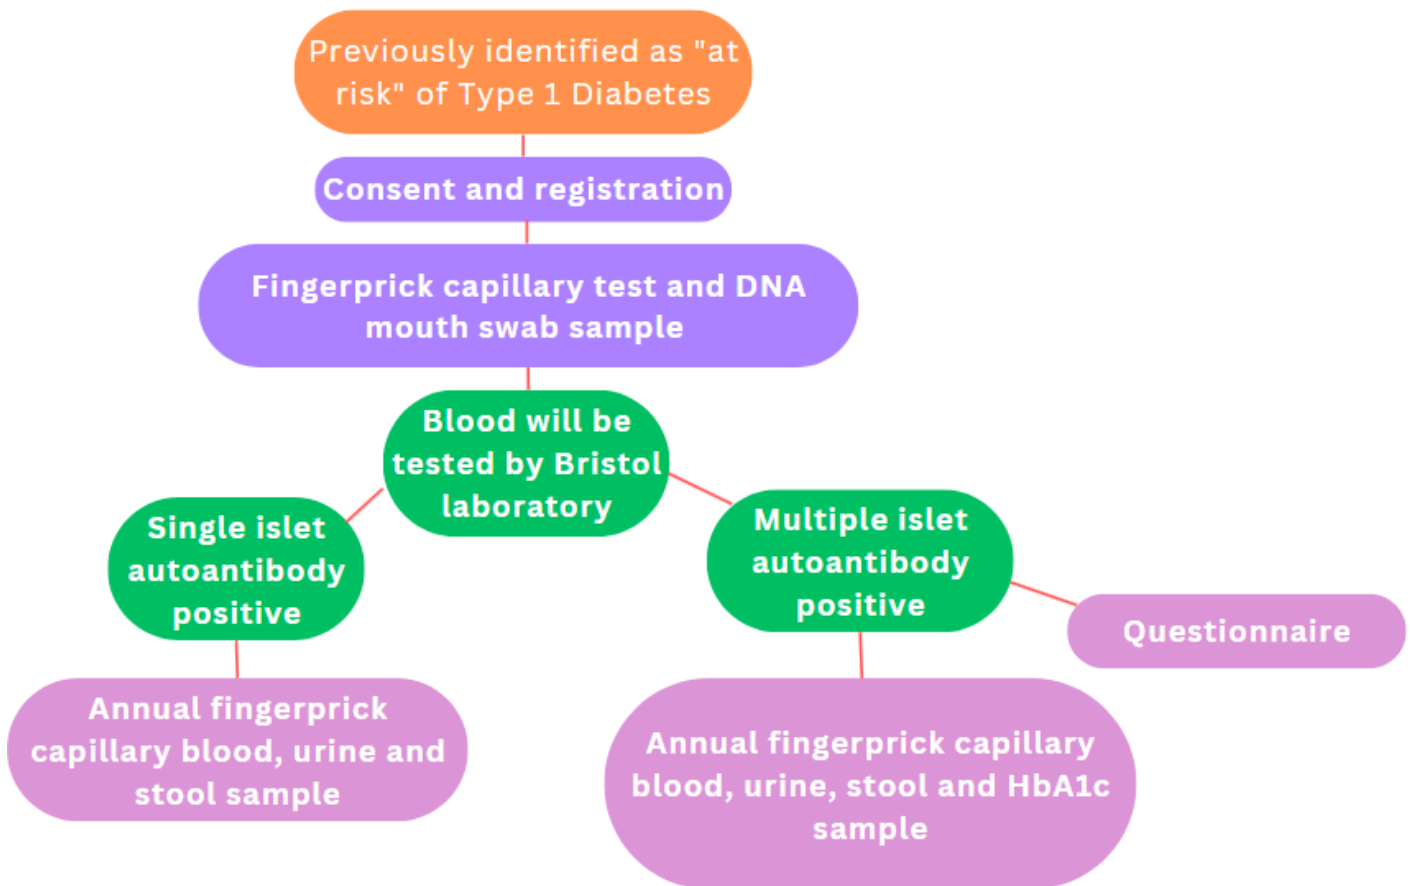 Previously identified as "at
risk" of Type 1 Diabetes
Consent and registration
Fingerprick capillary test and DNA
mouth swab sample
Blood will be
tested by Bristol
laboratory
Single islet
autoantibody
positive
Multiple islet
autoantibody
positive
Questionnaire
Annual fingerprick
capillary blood, urine and
stool sample
Annual fingerprick capillary
blood, urine, stool and HbA1c
sample